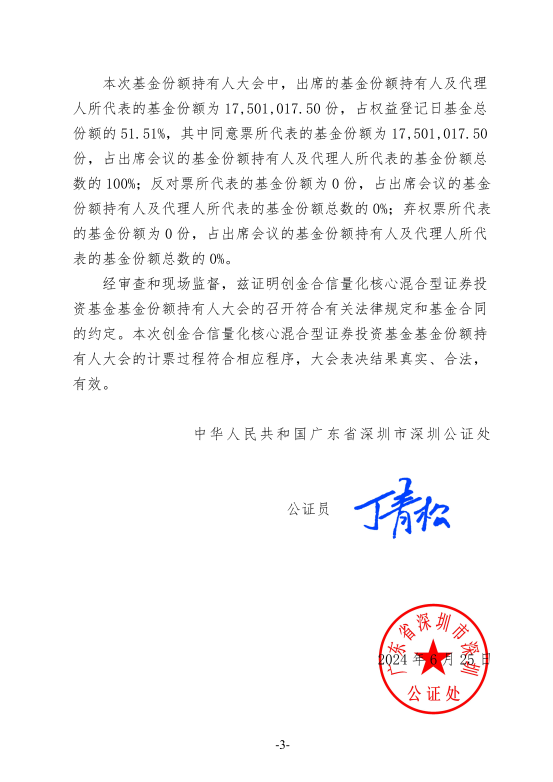 本次基金份额持有人大会中，出席的基金份额持有人及代理
人所代表的基金份额为 17,501,017.50 份，占权益登记日基金总
份额的 51.51%，其中同意票所代表的基金份额为 17,501,017.50
份，占出席会议的基金份额持有人及代理人所代表的基金份额总
数的 100%；反对票所代表的基金份额为 0 份，占出席会议的基金
份额持有人及代理人所代表的基金份额总数的 0%；弃权票所代表
的基金份额为 0 份，占出席会议的基金份额持有人及代理人所代
表的基金份额总数的 0%。
经审查和现场监督，兹证明创金合信量化核心混合型证券投
资基金基金份额持有人大会的召开符合有关法律规定和基金合同
的约定。本次创金合信量化核心混合型证券投资基金基金份额持
有人大会的计票过程符合相应程序，大会表决结果真实、合法，
有效。
中华人民共和国广东省深圳市深圳公证处
公证员 丁青松
广东省深圳市深圳
2024 年 6 月 25 日
公证处
-3-